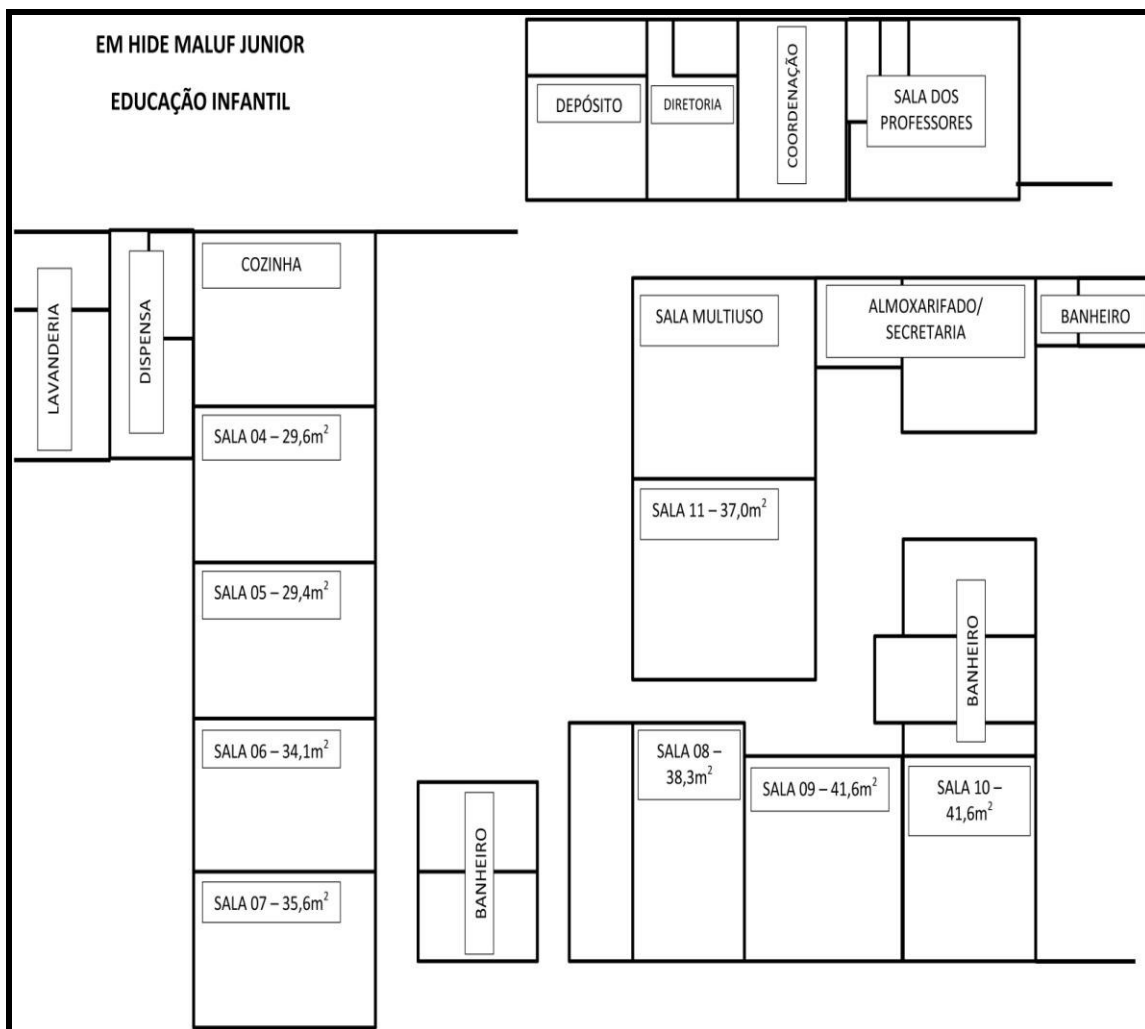 EM HIDE MALUF JUNIOR
EDUCAÇÃO INFANTIL
DEPÓSITO
DIRETORIA
COORDENAÇÃO
SALA DOS
PROFESSORES
LAVANDERIA
DISPENSA
COZINHA
SALA MULTIUSO
ALMOXARIFADO/
SECRETARIA
BANHEIRO
SALA 04 – 29,6m²
SALA 11 – 37,0m²
SALA 05 – 29,4m²
BANHEIRO
SALA 06 – 34,1m²
SALA 08 –
38,3m²
SALA 09 – 41,6m²
SALA 10 –
41,6m²
BANHEIRO
SALA 07 – 35,6m²